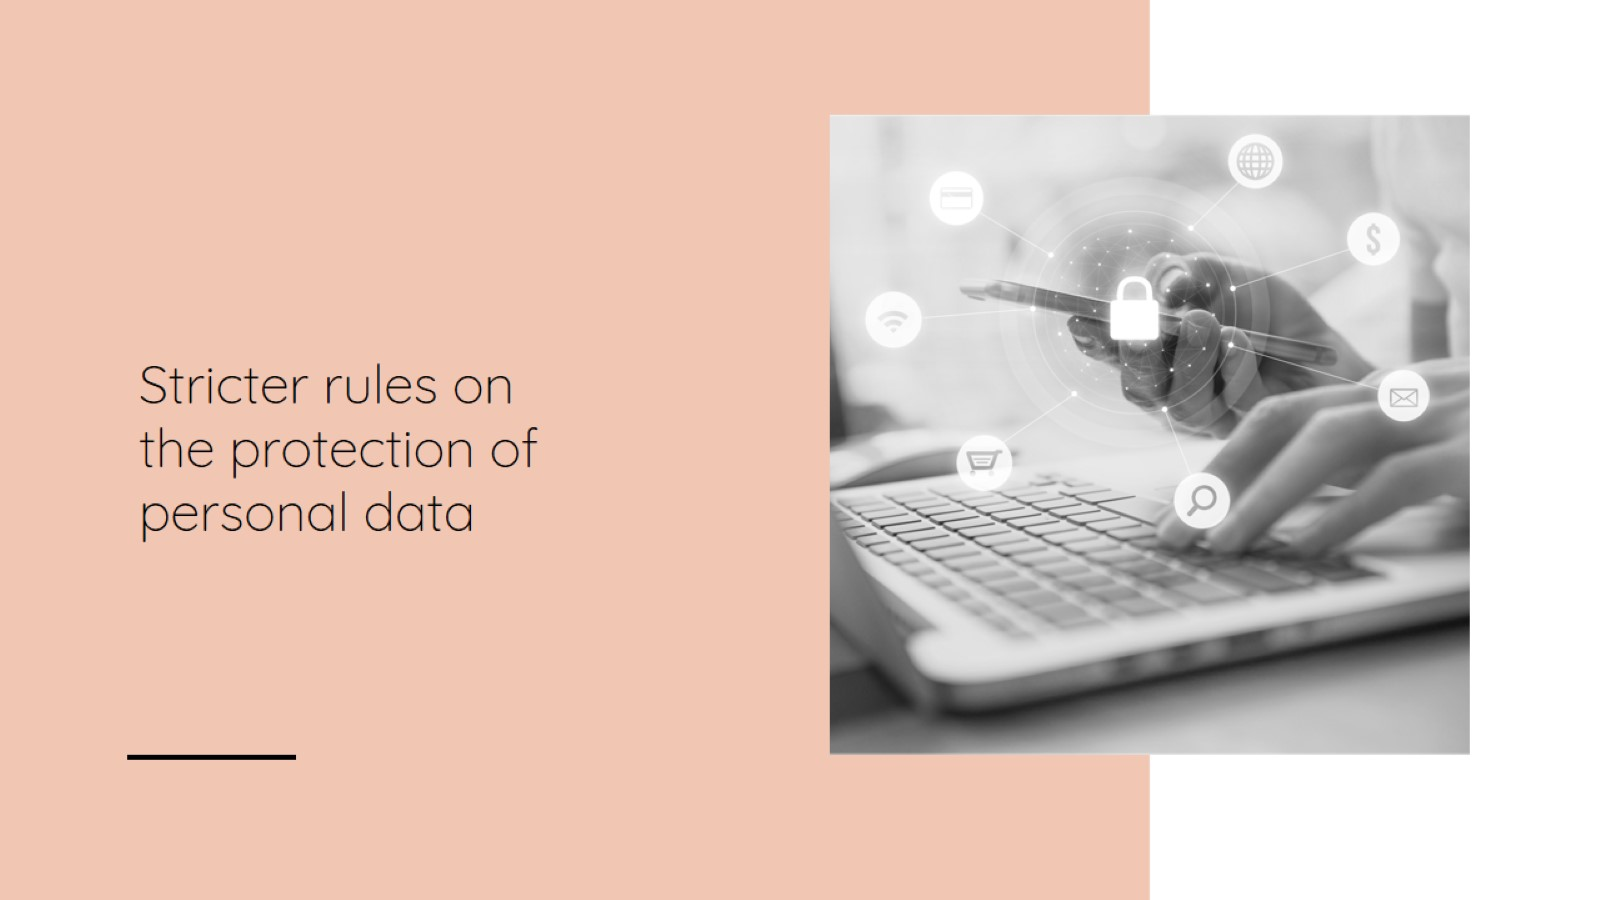 Stricter rules on
the protection of
personal data
$